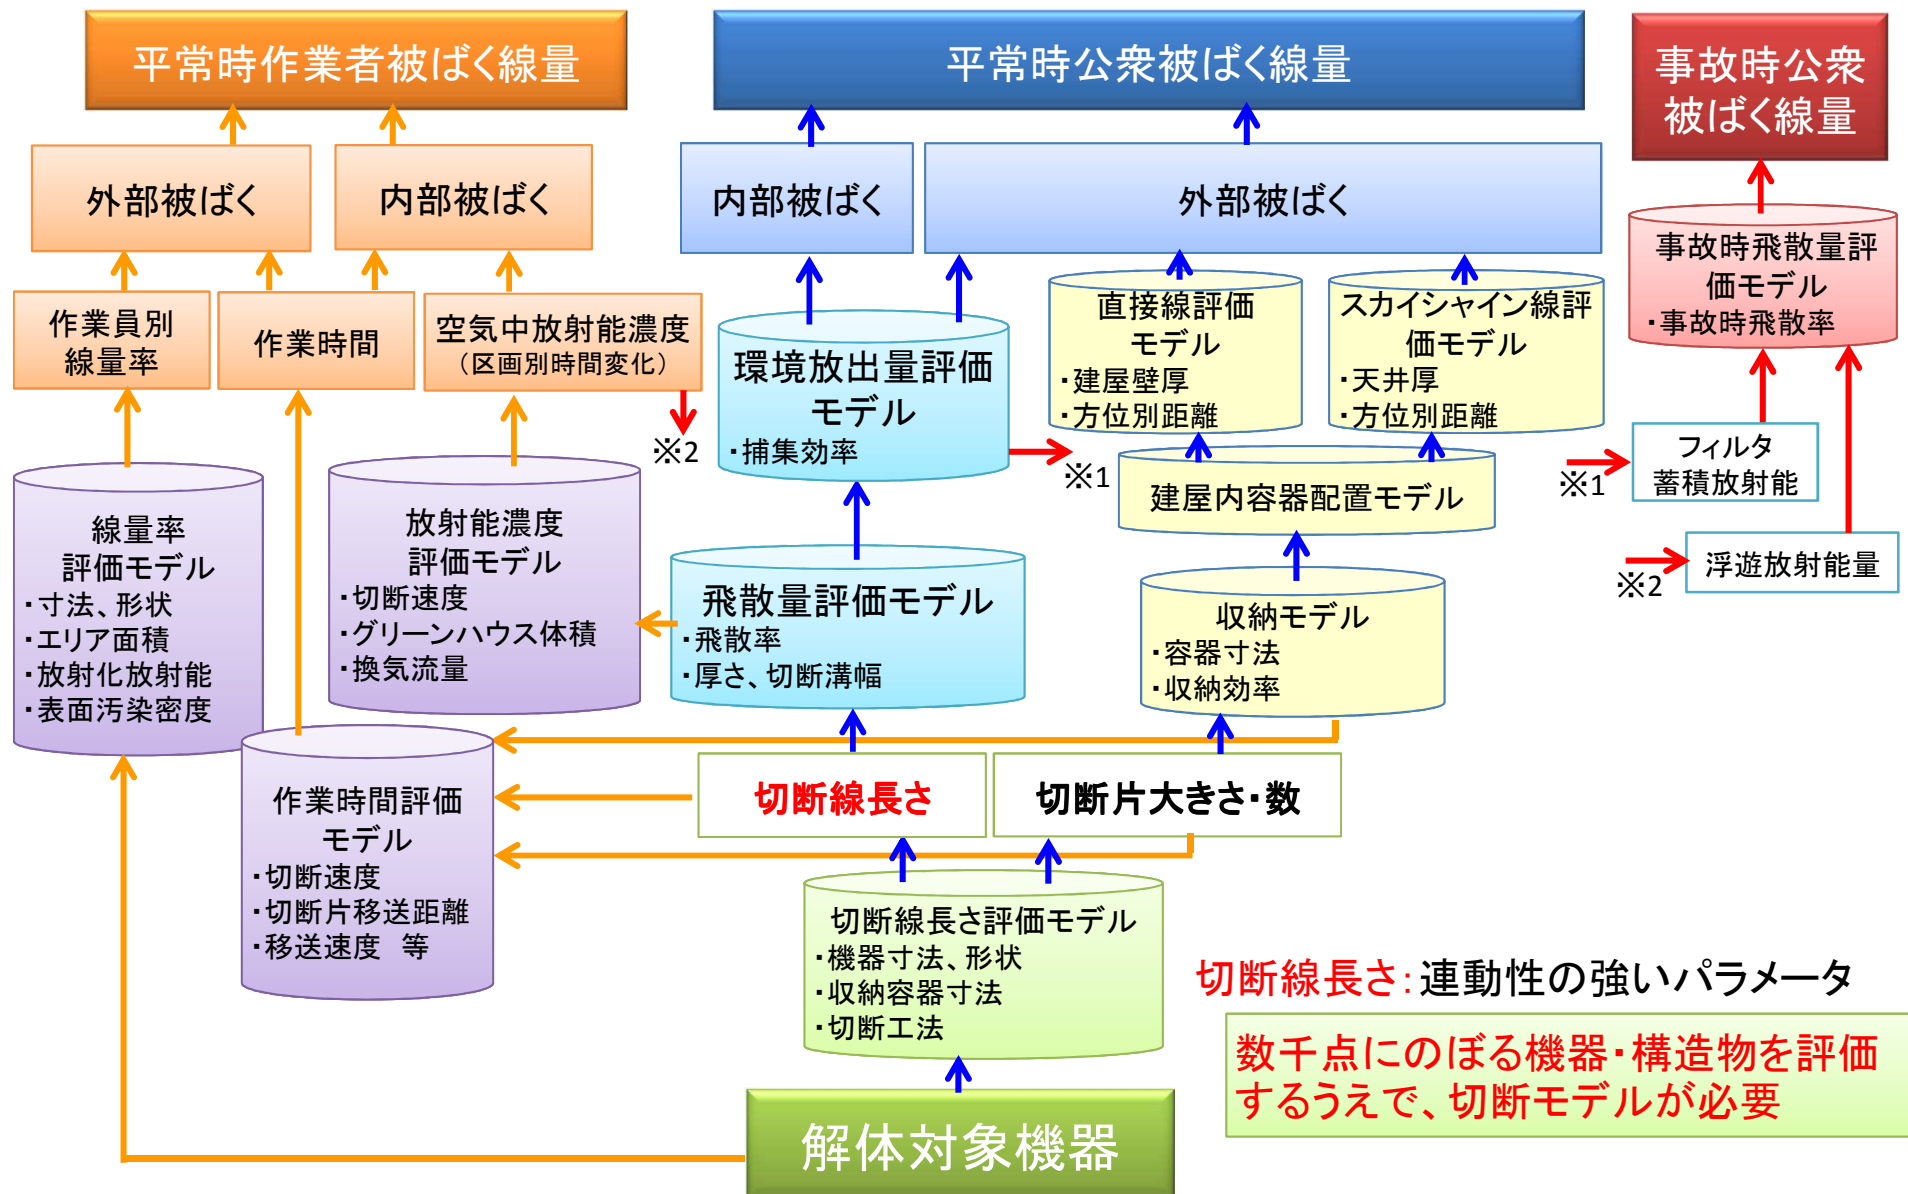 平常時作業者被ばく線量
平常時公衆被ばく線量
事故時公衆
被ばく線量
外部被ばく
内部被ばく
内部被ばく
外部被ばく
事故時飛散量評
価モデル
・事故時飛散率
作業員別
線量率
作業時間
空気中放射能濃度
（区画別時間変化）
※2
環境放出量評価
モデル
・捕集効率
※1
直接線評価
モデル
・建屋壁厚
・方位別距離
スカイシャイン線評
価モデル
・天井厚
・方位別距離
※1
フィルタ
蓄積放射能
建屋内容器配置モデル
※2
浮遊放射能量
線量率
評価モデル
・寸法、形状
・エリア面積
・放射化放射能
・表面汚染密度
放射能濃度
評価モデル
・切断速度
・グリーンハウス体積
・換気流量
飛散量評価モデル
・飛散率
・厚さ、切断溝幅
収納モデル
・容器寸法
・収納効率
作業時間評価
モデル
・切断速度
・切断片移送距離
・移送速度　等
切断線長さ
切断片大きさ・数
切断線長さ評価モデル
・機器寸法、形状
・収納容器寸法
・切断工法
切断線長さ：連動性の強いパラメータ
数千点にのぼる機器・構造物を評価
するうえで、切断モデルが必要
解体対象機器